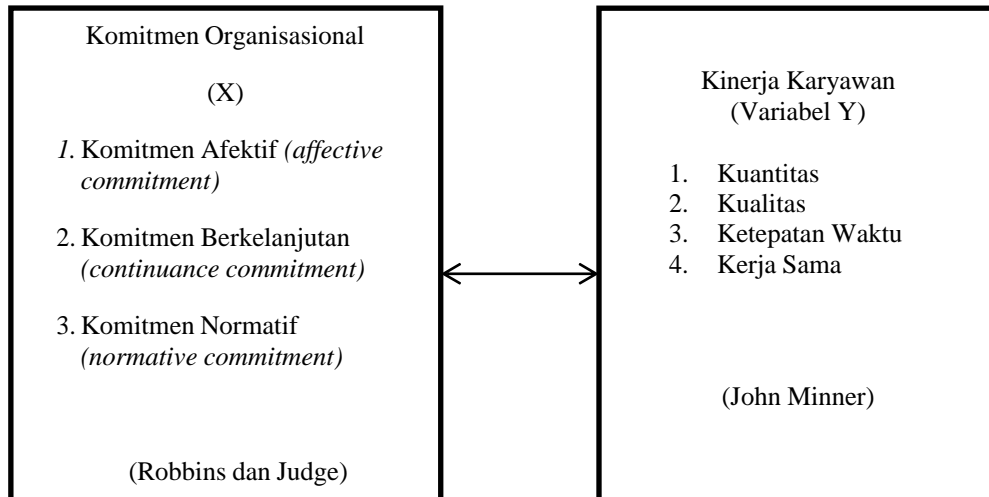 Komitmen Organisasional
(X)
1. Komitmen Afektif (affective
commitment)
2. Komitmen Berkelanjutan
(continuance commitment)
3. Komitmen Normatif
(normative commitment)
(Robbins dan Judge)
Kinerja Karyawan
(Variabel Y)
1. Kuantitas
2. Kualitas
3. Ketepatan Waktu
4. Kerja Sama
(John Minner)